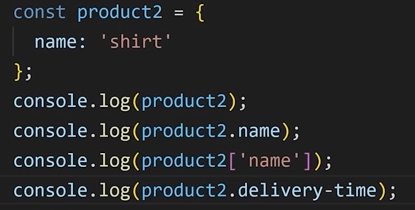 const product2 = {
  name: 'shirt'
};
console.log(product2);
console.log(product2.name);
console.log(product2['name']);
console.log(product2.delivery-time);